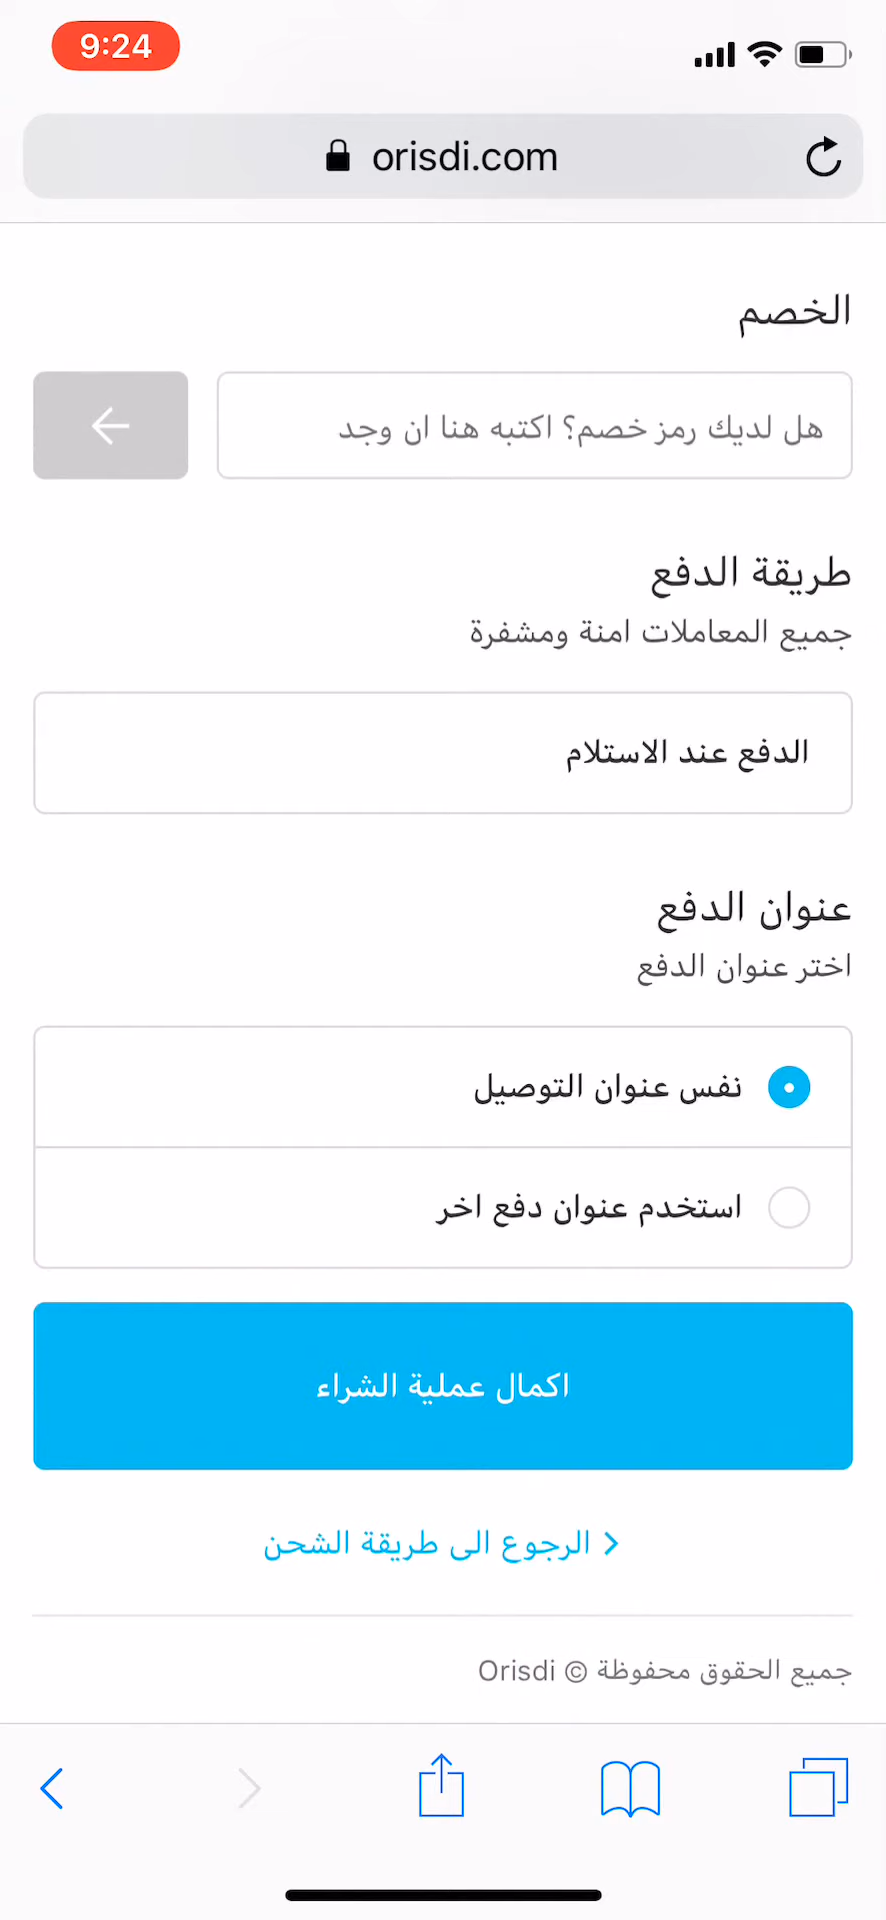 9:24
orisdi.com
الخصم
هل لديك رمز خصم؟ اكتبه هنا ان وجد
طريقة الدفع
جميع المعاملات امنة ومشفرة
الدفع عند الاستلام
عنوان الدفع
اختر عنوان الدفع
نفس عنوان التوصيل
استخدم عنوان دفع اخر
اكمال عملية الشراء
الرجوع الى طريقة الشحن
جميع الحقوق محفوظة © Orisdi